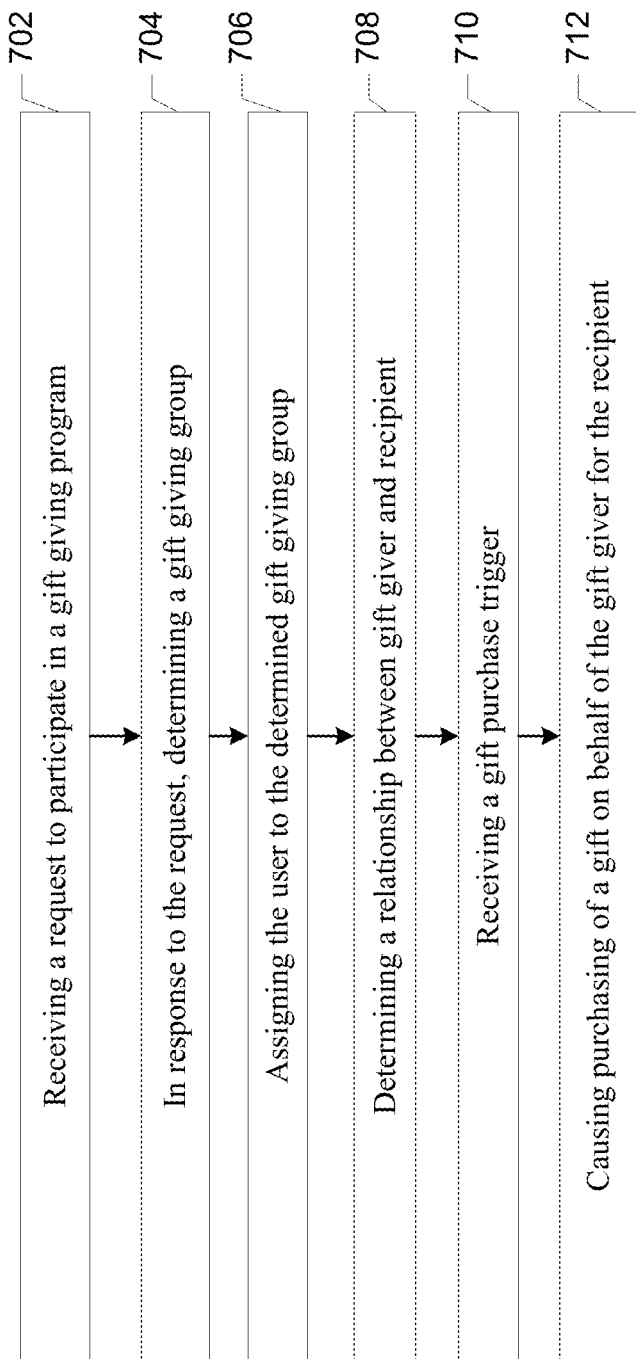 702
Receiving a request to participate in a gift giving program
704
In response to the request, determining a gift giving group
706
Assigning the user to the determined gift giving group
708
Determining a relationship between gift giver and recipient
710
Receiving a gift purchase trigger
712
Causing purchasing of a gift on behalf of the gift giver for the recipient